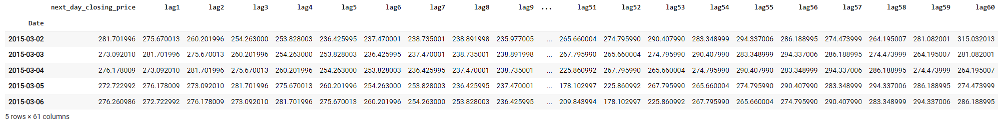 next_day_closing_price lag1 lag2 lag3 lag4 lag5 lag6 lag7 lag8 lag9 ... lag51 lag52 lag53 lag54 lag55 lag56 lag57 lag58 lag59 lag60
Date
2015-03-02 281.701996 275.670013 260.201996 254.263000 253.828003 236.425995 237.470001 238.735001 238.891998 235.977005 ... 265.660004 274.795990 290.407990 283.348999 294.337006 286.188995 274.473999 264.195007 281.082001 315.032013
2015-03-03 273.092010 281.701996 275.670013 260.201996 254.263000 253.828003 236.425995 237.470001 238.735001 238.891998 ... 267.795990 265.660004 274.795990 290.407990 283.348999 294.337006 286.188995 274.473999 264.195007 281.082001
2015-03-04 276.178009 273.092010 281.701996 275.670013 260.201996 254.263000 253.828003 236.425995 237.470001 238.735001 ... 225.860992 267.795990 265.660004 274.795990 290.407990 283.348999 294.337006 286.188995 274.473999 264.195007
2015-03-05 272.722992 276.178009 273.092010 281.701996 275.670013 260.201996 254.263000 253.828003 236.425995 237.470001 ... 178.102997 225.860992 267.795990 265.660004 274.795990 290.407990 283.348999 294.337006 286.188995 274.473999
2015-03-06 276.260986 272.722992 276.178009 273.092010 281.701996 275.670013 260.201996 254.263000 253.828003 236.425995 ... 209.843994 178.102997 225.860992 267.795990 265.660004 274.795990 290.407990 283.348999 294.337006 286.188995
5 rows × 61 columns